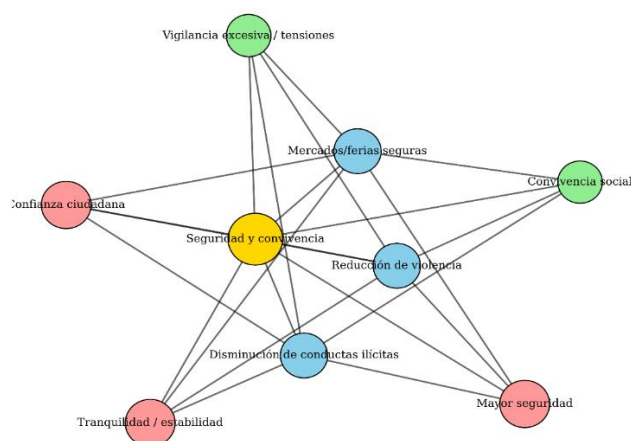 Vigilancia excesiva / tensiones
Mercados/ferias seguras
Convivencia social
Confianza ciudadana
Seguridad y convivencia
Reducción de violencia
Disminución de conductas ilícitas
Mayor seguridad
Tranquilidad / estabilidad